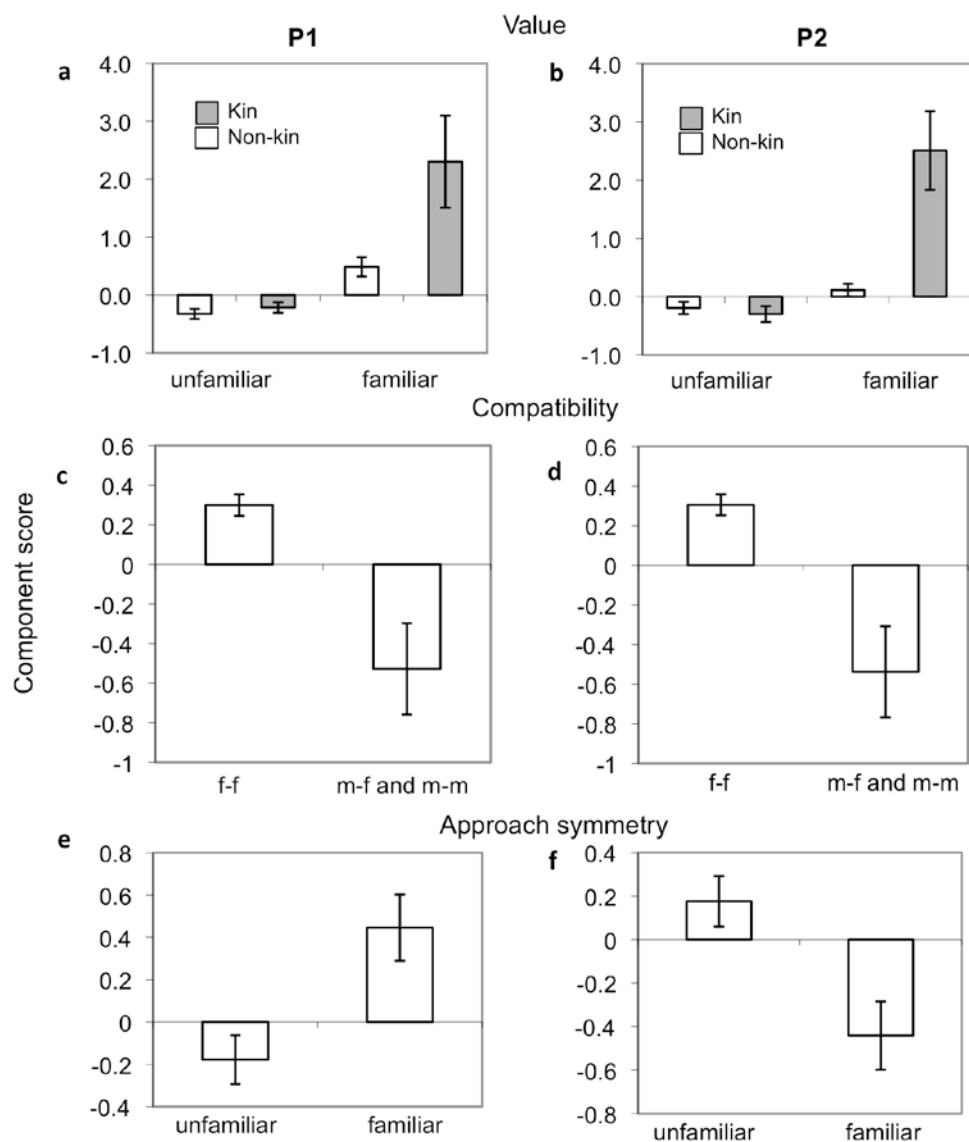 Value
P1
P2
a
b
4.0
3.0
2.0
1.0
0.0
-1.0
Kin
Non-kin
unfamiliar
familiar
4.0
3.0
2.0
1.0
0.0
-1.0
Kin
Non-kin
unfamiliar
familiar
Compatibility
Component score
c
0.6
0.4
0.2
0
-0.2
-0.4
-0.6
-0.8
-1
f-f
m-f and m-m
d
0.6
0.4
0.2
0
-0.2
-0.4
-0.6
-0.8
-1
f-f
m-f and m-m
Approach symmetry
e
0.8
0.6
0.4
0.2
0
-0.2
-0.4
unfamiliar
familiar
f
0.4
0.2
0
-0.2
-0.4
-0.6
-0.8
unfamiliar
familiar